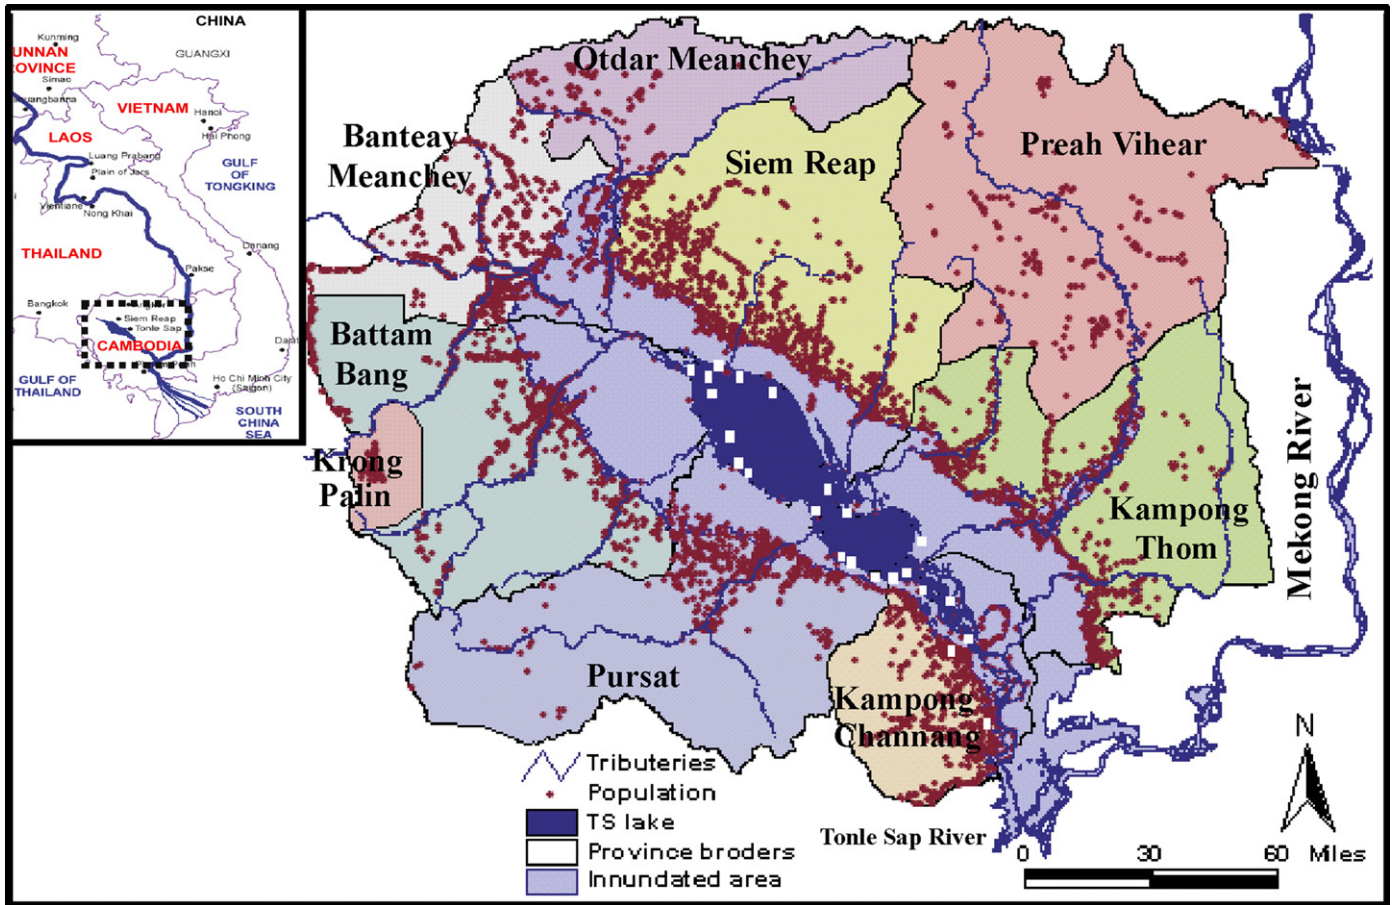 CHINA
Kunming
GUANGXI
UNNAN
ROVINCE
Simao
uuangbanna
VIETNAM
Hanoi
Hai Phong
LAOS
Luang Prabang
Plain of Jars
GULF
OF
TONGKING
Vientiane
Nong Khai
THAILAND
Danang
Pakse
Bangkok
Siem Reap
Tonle Sap
CAMBODIA
GULF OF
THAILAND
Ho Chi Minh City
(Saigon)
SOUTH
CHINA
SEA
Otdar Meanchey
Banteay
Meanchey
Siem Reap
Preah Vihear
Battam
Bang
Krong
Palin
Kampong
Thom
Mekong River
Pursat
Kampong
Channang
Tributeries
Population
TS lake
Province broders
Innundated area
Tonle Sap River
N
0 30 60 Miles